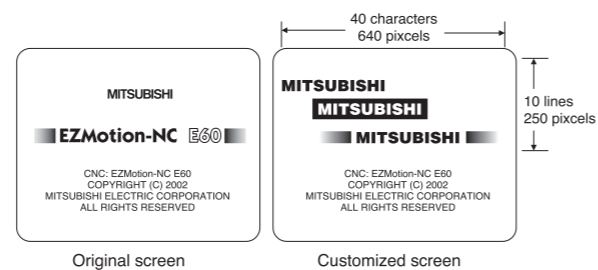 40 characters
640 pixcels
MITSUBISHI
EZMotion-NC E60
CNC: EZMotion-NC E60
COPYRIGHT (C) 2002
MITSUBISHI ELECTRIC CORPORATION
ALL RIGHTS RESERVED
Original screen
MITSUBISHI
MITSUBISHI
MITSUBISHI
10 lines
250 pixcels
CNC: EZMotion-NC E60
COPYRIGHT (C) 2002
MITSUBISHI ELECTRIC CORPORATION
ALL RIGHTS RESERVED
Customized screen